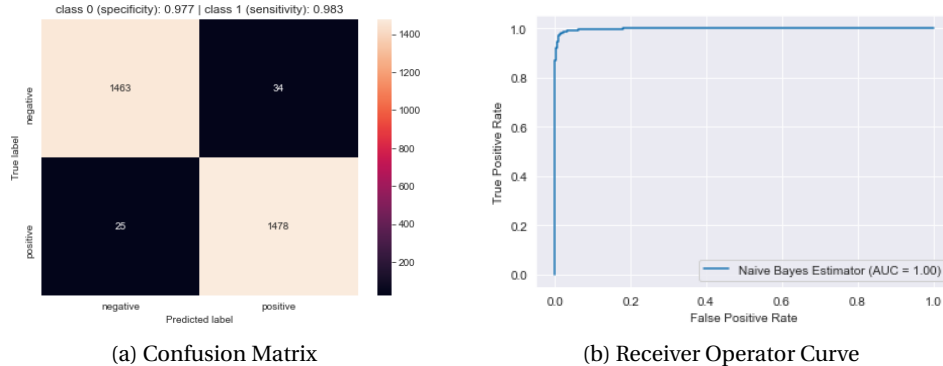 class 0 (specificity): 0.977 | class 1 (sensitivity): 0.983
negative
positive
True label
1463
34
25
1478
negative
positive
Predicted label
1400
1200
1000
800
600
400
200
(a) Confusion Matrix
True Positive Rate
1.0
0.8
0.6
0.4
0.2
0.0
Naive Bayes Estimator (AUC = 1.00)
0.0
0.2
0.4
0.6
0.8
1.0
False Positive Rate
(b) Receiver Operator Curve